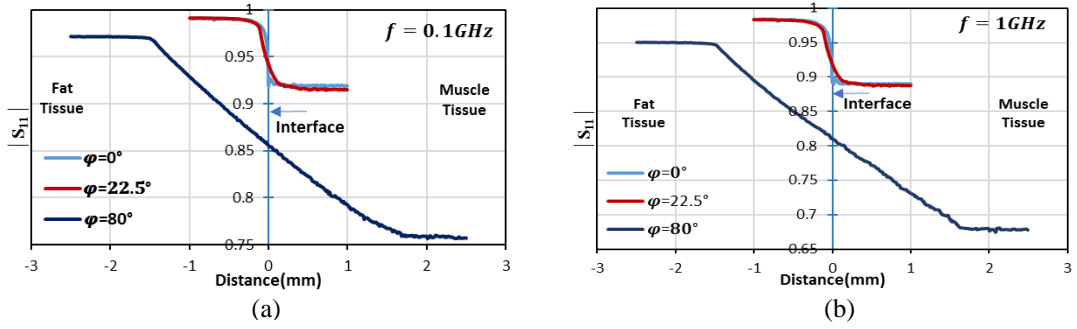 1
f = 0.1GHz
0.95
Fat Tissue
0.9
Muscle Tissue
Interface
|S11|
0.85
φ=0°
φ=22.5°
0.8
φ=80°
0.75
-3 -2 -1 0 1 2 3
Distance(mm)
(a)
1
f = 1GHz
0.95
0.9
Interface
Fat Tissue
0.85
Muscle Tissue
|S11|
0.8
φ=0°
0.75
φ=22.5°
0.7
φ=80°
0.65
-3 -2 -1 0 1 2 3
Distance(mm)
(b)